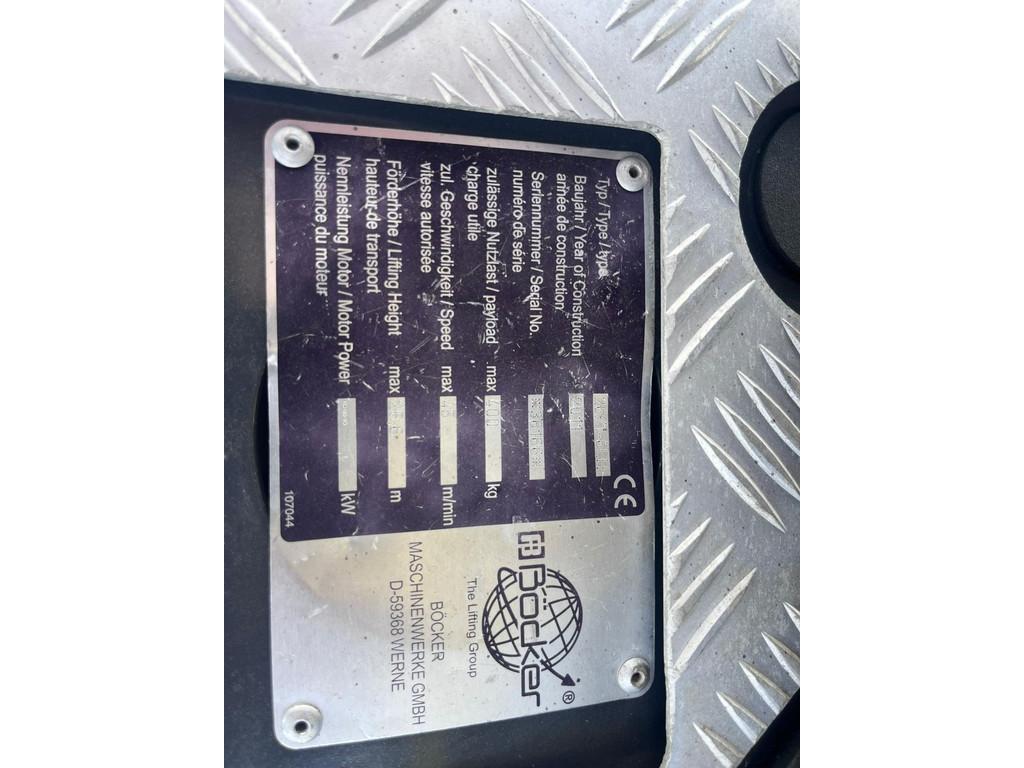 CE
Typ / Type / type
Baujahr / Year of Construction 2011
année de construction
Seriennummer / Serial No.
numéro de série
zulässige Nutzlast / payload max 400 kg
charge utile
zul. Geschwindigkeit / Speed max m/min
vitesse autorisée
Förderhöhe / Lifting Height max m
hauteur de transport
Nennleistung Motor / Motor Power kW
puissance du moteur
107044
Böcker®
The Lifting Group
BÖCKER
MASCHINENWERKE GMBH
D-59368 WERNE